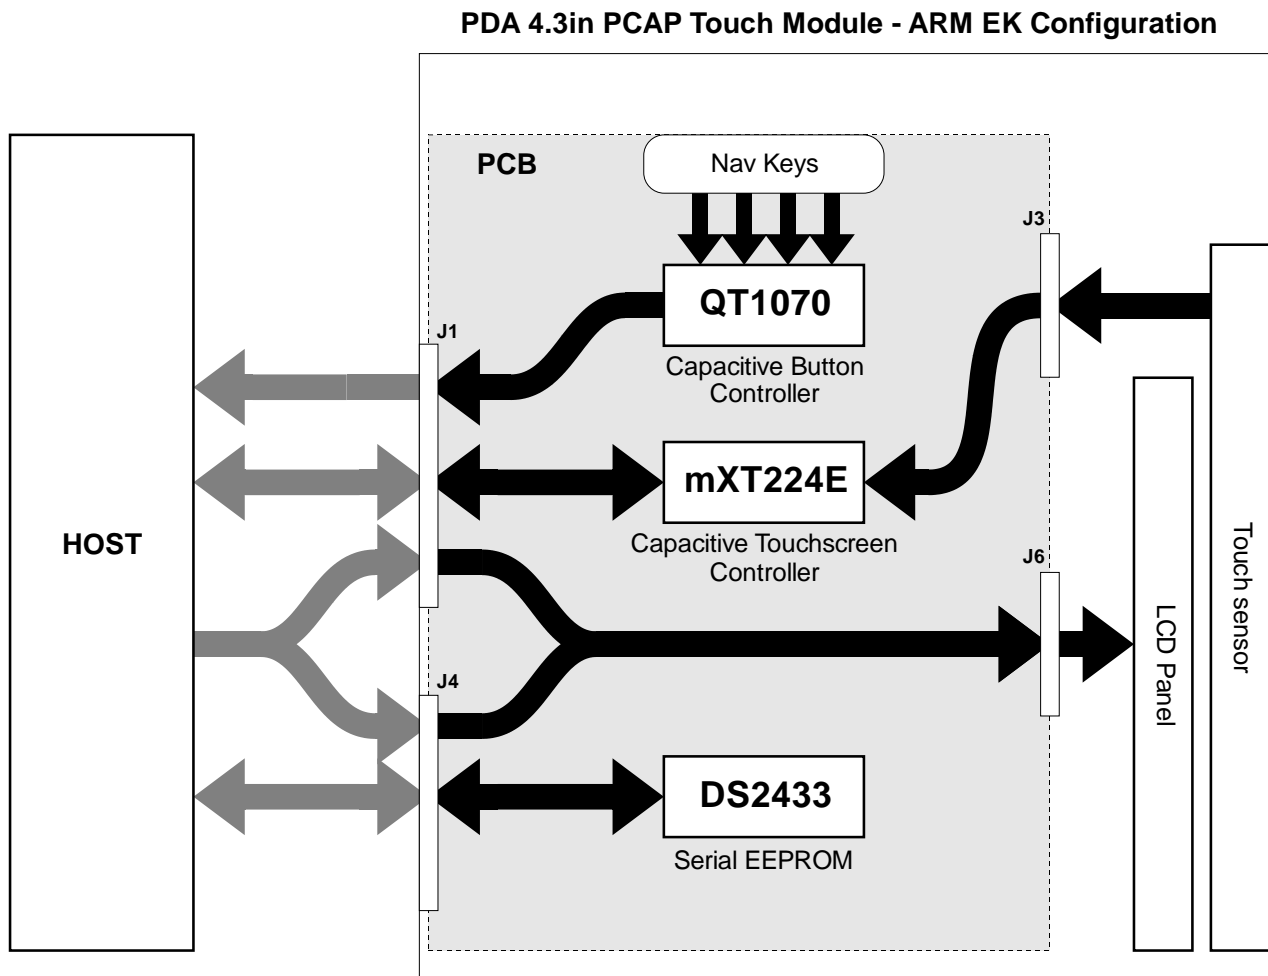 PDA 4.3in PCAP Touch Module - ARM EK Configuration
PCB
Nav Keys
J3
QT1070
J1
Capacitive Button
Controller
mXT224E
HOST
Capacitive Touchscreen
Controller
J6
Touch sensor
LCD Panel
J4
DS2433
Serial EEPROM